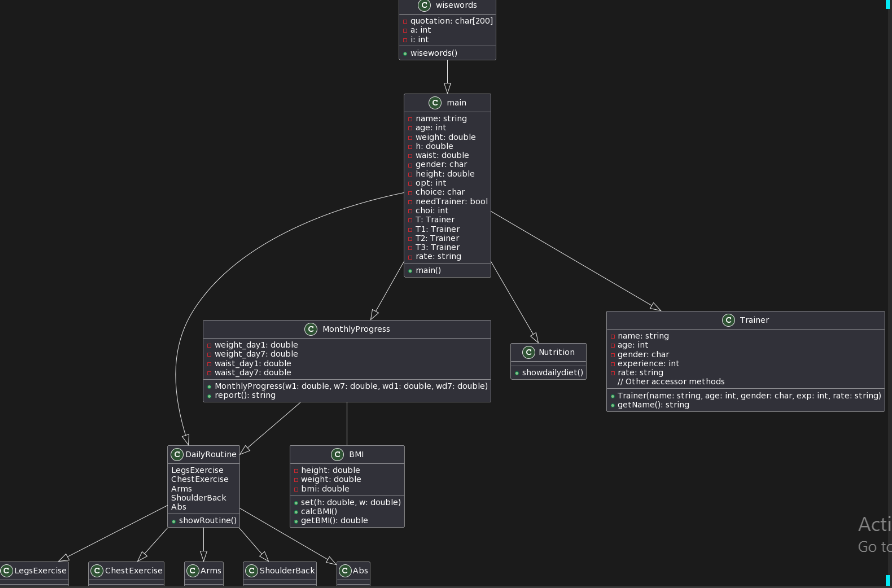 C wisewords
quotation: char[200]
a: int
i: int
wisewords()
C main
name: string
age: int
weight: double
h: double
waist: double
gender: char
height: double
opt: int
choice: char
needTrainer: bool
choi: int
T: Trainer
T1: Trainer
T2: Trainer
T3: Trainer
rate: string
main()
C MonthlyProgress
weight_day1: double
weight_day7: double
waist_day1: double
waist_day7: double
MonthlyProgress(w1: double, w7: double, wd1: double, wd7: double)
report(): string
C Nutrition
showdailydiet()
C Trainer
name: string
age: int
gender: char
experience: int
rate: string
// Other accessor methods
Trainer(name: string, age: int, gender: char, exp: int, rate: string)
getName(): string
C DailyRoutine
LegsExercise
ChestExercise
Arms
ShoulderBack
Abs
showRoutine()
C BMI
height: double
weight: double
bmi: double
set(h: double, w: double)
calcBMI()
getBMI(): double
C LegsExercise
C ChestExercise
C Arms
C ShoulderBack
C Abs
Acti
Go to